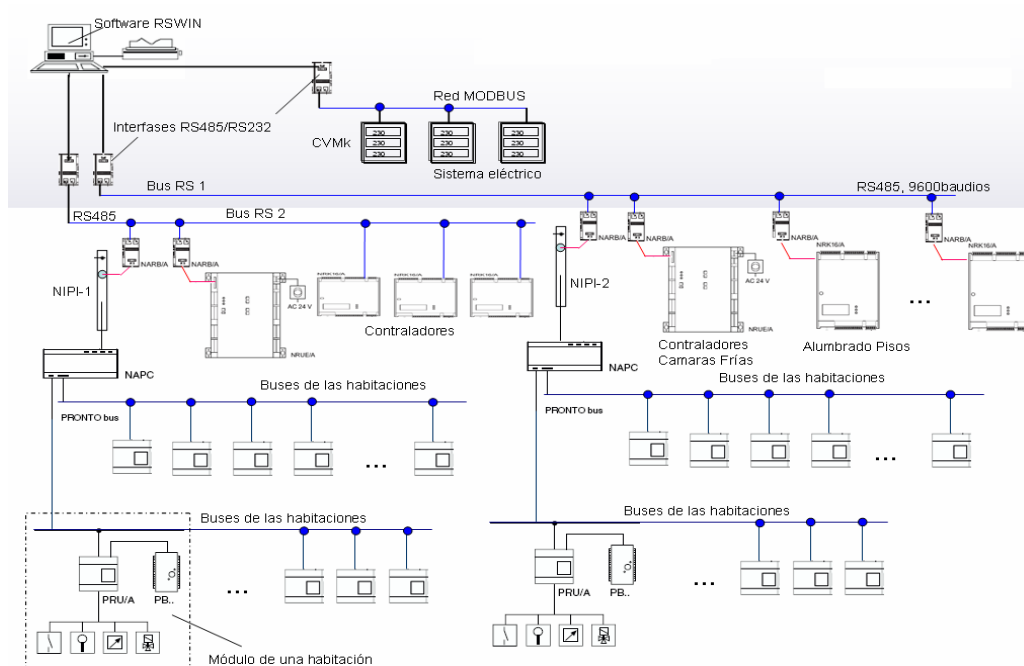 Software RSWIN
Red MODBUS
Interfases RS485/RS232
CVMk
230 230 230
230 230 230
230 230 230
Sistema eléctrico
Bus RS 1
RS485, 9600baudios
RS485
Bus RS 2
NARB/A
NARB/A
NARB/A
NARB/A
NARB/A
NARB/A
NIPI-1
NRK16/A
NRK16/A
NRK16/A
NIPI-2
NRK16/A
NRK16/A
AC 24 V
AC 24 V
Contraladores
NRUE/A
NRUE/A
Contraladores
Camaras Frías
Alumbrado Pisos
...
NAPC
NAPC
Buses de las habitaciones
Buses de las habitaciones
PRONTO bus
PRONTO bus
...
...
Buses de las habitaciones
Buses de las habitaciones
PRU/A
PB..
...
PRU/A
PB..
...
Módulo de una habitación